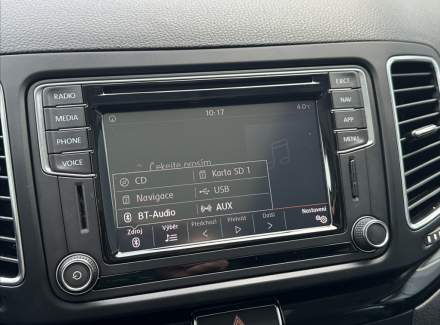 RADIO
MEDIA
PHONE
VOICE
10:17
4.0
Čekejte prosím
CD
Karta SD 1
Navigace
USB
BT-Audio
AUX
Zdroj
Výběr
Předchozí
Přehrát
Další
Nastavení
EJECT
NAV
APP
MENU